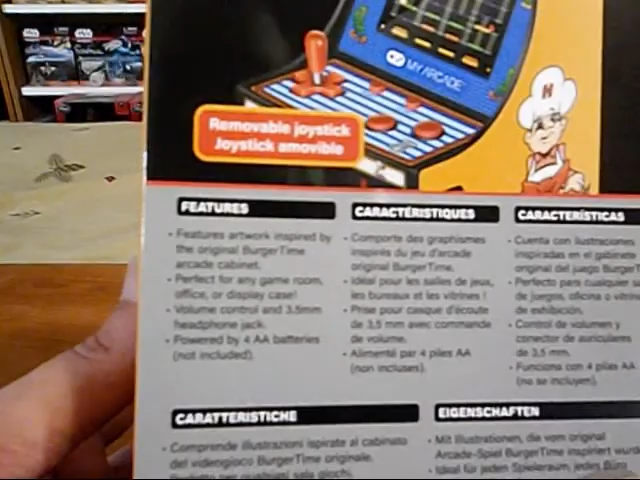 MY ARCADE
H
Removable joystick
Joystick amovible
FEATURES
• Features artwork inspired by
the original BurgerTime
arcade cabinet.
• Perfect for any game room,
office, or display case!
• Volume control and 3.5mm
headphone jack.
• Powered by 4 AA batteries
(not included).
CARACTÉRISTIQUES
• Comporte des graphismes
inspirés du jeu d'arcade
original BurgerTime.
• Idéal pour les salles de jeux,
les bureaux et les vitrines !
• Prise pour casque d'écoute
de 3,5 mm avec commande
de volume.
• Alimenté par 4 piles AA
(non incluses).
CARACTERÍSTICAS
• Cuenta con ilustraciones
inspiradas en el gabinete
original del juego Burger
• Perfecto para cualquier
de juegos, oficina o vitrina
de exhibición.
• Control de volumen y
conector de auriculares
de 3,5 mm.
• Funciona con 4 pilas AA
(no se incluyen).
CARATTERISTICHE
• Comprende illustrazioni ispirate al cabinato
del videogioco BurgerTime originale.
Perfetto per qualsiasi sala giochi,
EIGENSCHAFTEN
• Mit Illustrationen, die vom original
Arcade-Spiel BurgerTime inspiriert wurde
• Ideal für jeden Spieleraum, jedes Büro